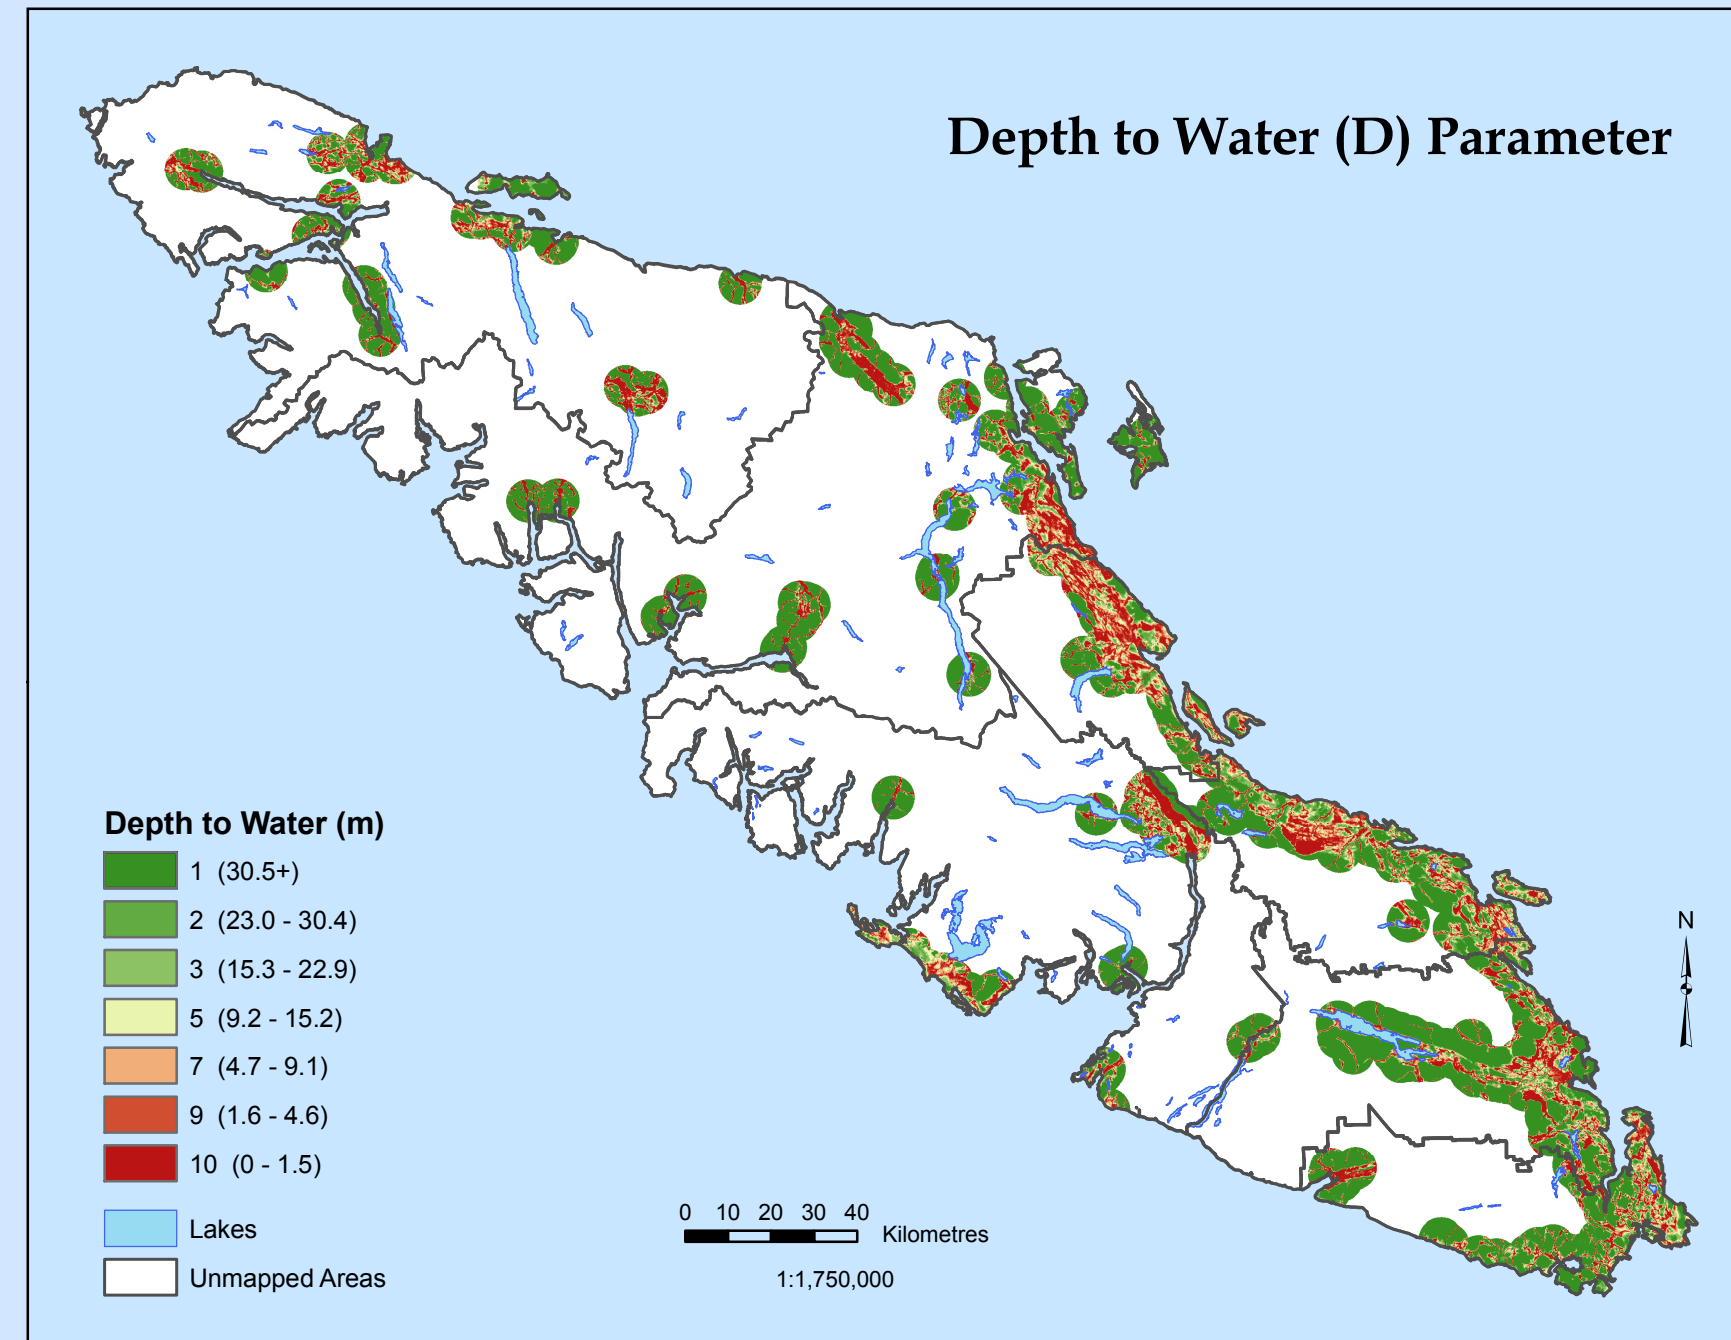 Depth to Water (D) Parameter
Depth to Water (m)
1 (30.5+)
2 (23.0 - 30.4)
3 (15.3 - 22.9)
5 (9.2 - 15.2)
7 (4.7 - 9.1)
9 (1.6 - 4.6)
10 (0 - 1.5)
Lakes
Unmapped Areas
0 10 20 30 40
Kilometres
1:1,750,000
N